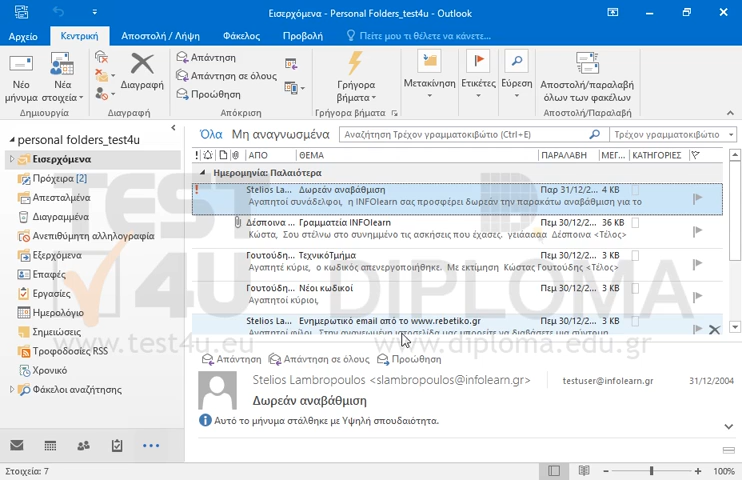 Εισερχόμενα - Personal Folders_test4u - Outlook
Αρχείο Κεντρική Αποστολή / Λήψη Φάκελος Προβολή Πείτε μου τι θέλετε να κάνετε...
Νέο μήνυμα
Νέα στοιχεία
Δημιουργία
Διαγραφή
Διαγραφή
Απάντηση
Απάντηση σε όλους
Προώθηση
Απόκριση
Γρήγορα βήματα
Γρήγορα βήματα
Μετακίνηση
Ετικέτες
Εύρεση
Αποστολή/παραλαβή όλων των φακέλων
Αποστολή/Παραλαβή
personal folders_test4u
Εισερχόμενα
Πρόχειρα [2]
Απεσταλμένα
Διαγραμμένα
Ανεπιθύμητη αλληλογραφία
Εξερχόμενα
Επαφές
Εργασίες
Ημερολόγιο
Σημειώσεις
Τροφοδοσίες RSS
Χρονικό
Φάκελοι αναζήτησης
Όλα Μη αναγνωσμένα
Αναζήτηση Τρέχον γραμματοκιβώτιο (Ctrl+E)
Τρέχον γραμματοκιβώτιο
ΑΠΟ ΘΕΜΑ ΠΑΡΑΛΑΒΗ ΜΕΓ... ΚΑΤΗΓΟΡΙΕΣ
Ημερομηνία: Παλαιότερα
Stelios La... Δωρεάν αναβάθμιση Παρ 31/12/2... 4 KB
Αγαπητοί συνάδελφοι, η INFOlearn σας προσφέρει δωρεάν την παρακάτω αναβάθμιση για το
Δέσποινα ... Γραμματεία INFOlearn Πεμ 30/12/2... 36 KB
Κώστα, Σου στέλνω στο συνημμένο τις ασκήσεις που έχασες. γειάααα Δέσποινα <Τέλος>
Γουτούδη... ΤεχνικόΤμήμα Πεμ 30/12/2... 3 KB
Αγαπητέ κύριε, ο κωδικός απενεργοποιήθηκε. Με εκτίμηση Κώστας Γουτούδης <Τέλος>
Γουτούδη... Νέοι κωδικοί Πεμ 30/12/2... 3 KB
Αγαπητοί κύριοι,
Stelios La... Ενημερωτικό email από το www.rebetiko.gr Πεμ 30/12/2... 3 KB
Απάντηση Απάντηση σε όλους Προώθηση
Stelios Lambropoulos <slambropoulos@infolearn.gr>
testuser@infolearn.gr
31/12/2004
Δωρεάν αναβάθμιση
Αυτό το μήνυμα στάλθηκε με Υψηλή σπουδαιότητα.
Στοιχεία: 7
100%
TEST4U
www.test4u.eu
DIPLOMA
www.diploma.edu.gr